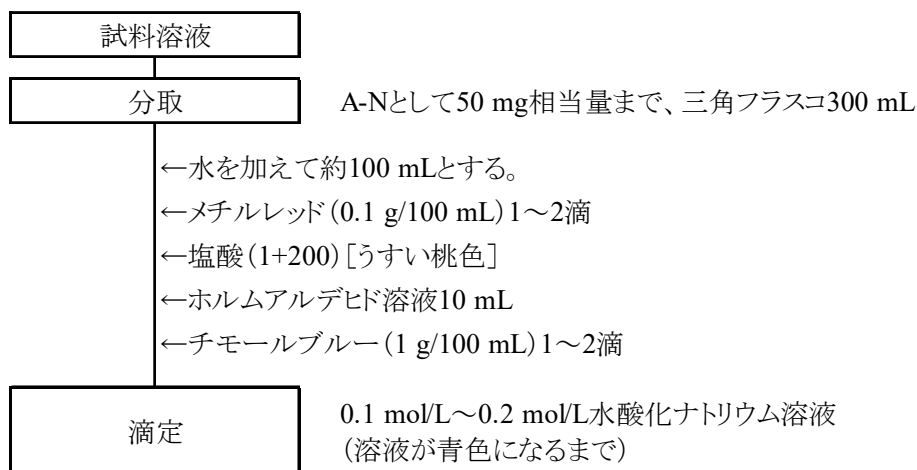 試料溶液
分取
A-Nとして50 mg相当量まで、三角フラスコ300 mL
←水を加えて約100 mLとする。
←メチルレッド(0.1 g/100 mL)1～2滴
←塩酸(1+200)[うすい桃色]
←ホルムアルデヒド溶液10 mL
←チモールブルー(1 g/100 mL)1～2滴
滴定
0.1 mol/L～0.2 mol/L水酸化ナトリウム溶液
(溶液が青色になるまで)